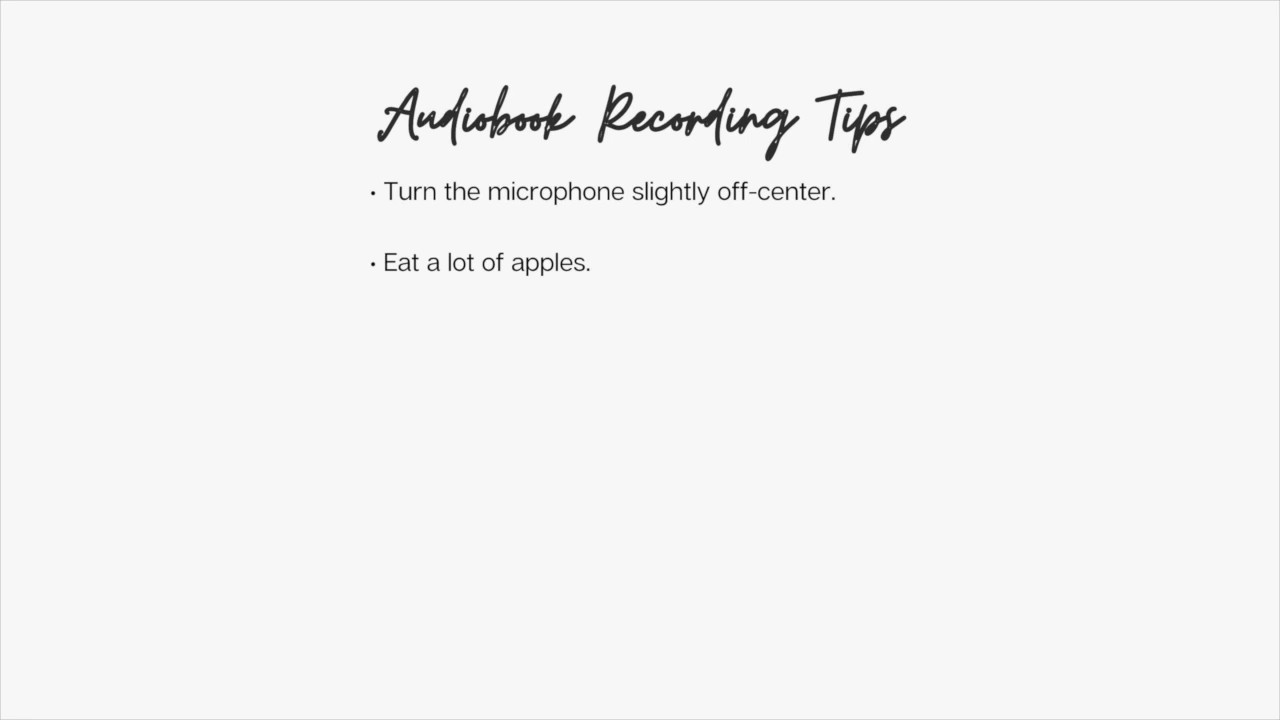 Audiobook Recording Tips
• Turn the microphone slightly off-center.
• Eat a lot of apples.